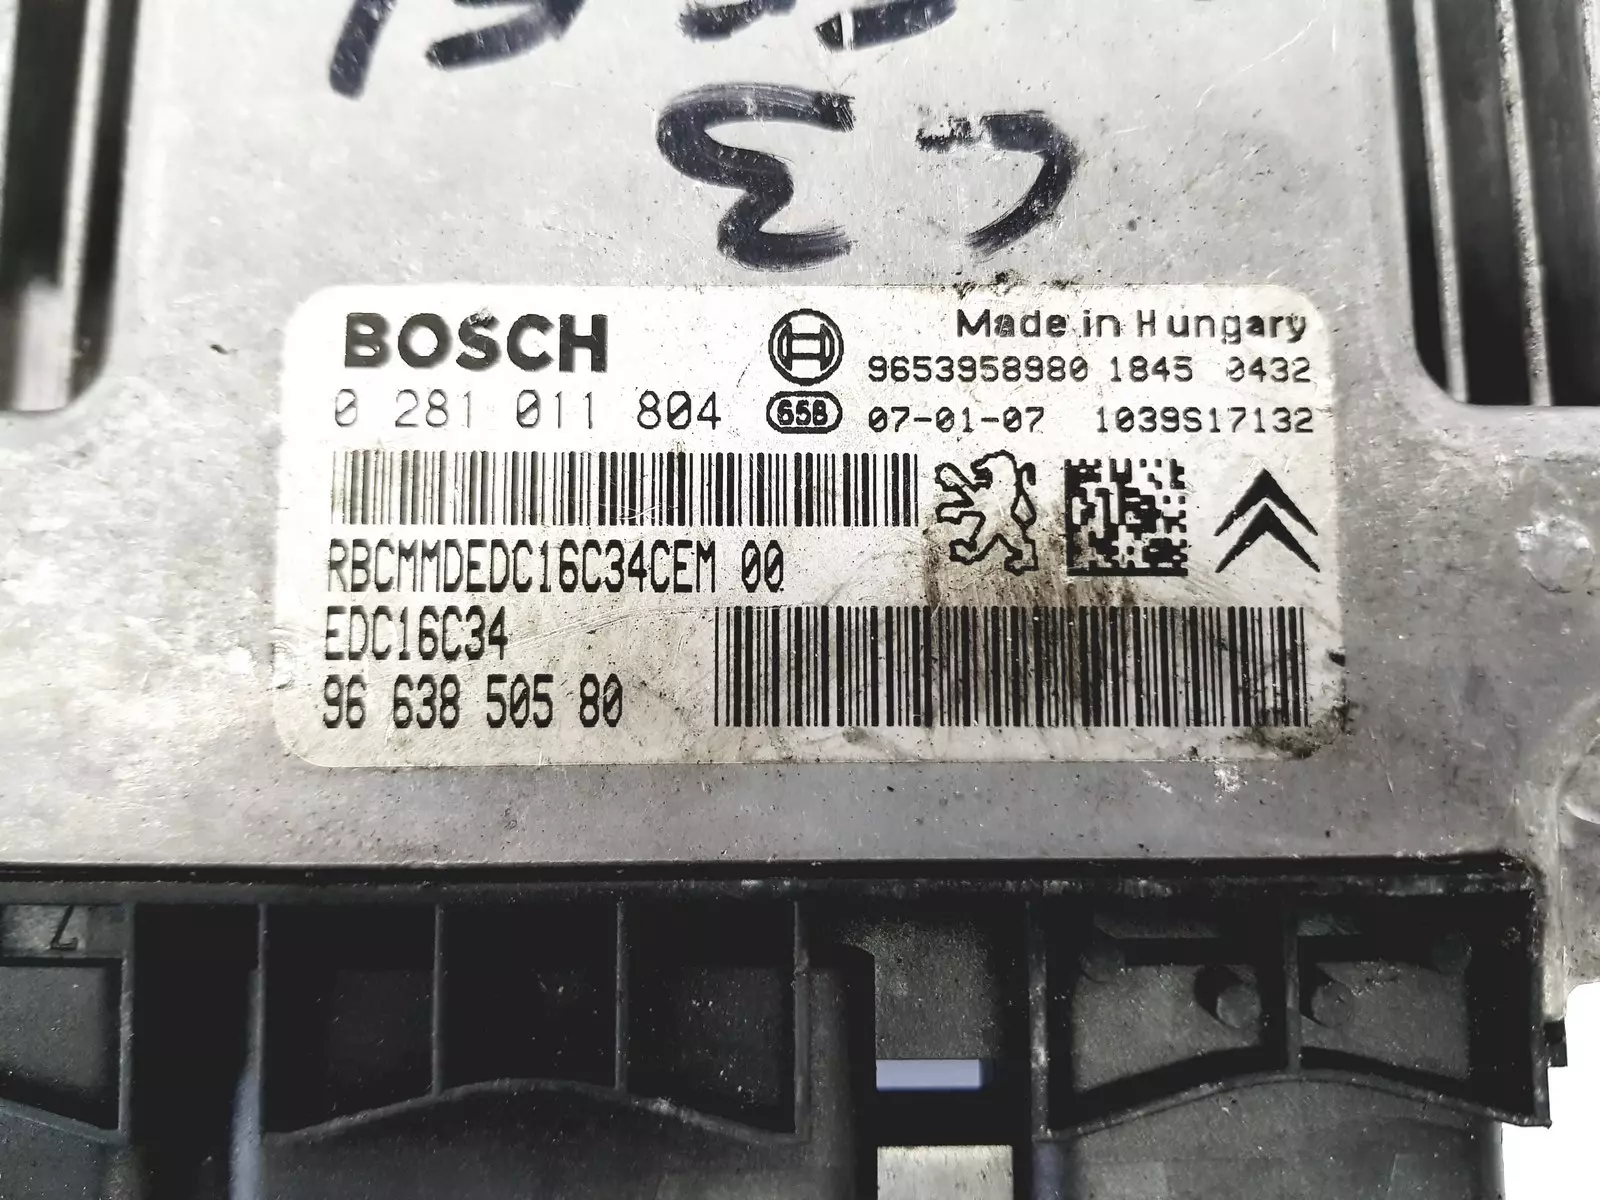 C3
BOSCH
Made in Hungary
9653958980 1845 0432
0 281 011 804
658
07-01-07 1039S17132
RBCMMDEDC16C34CEM 00
EDC16C34
96 638 505 80